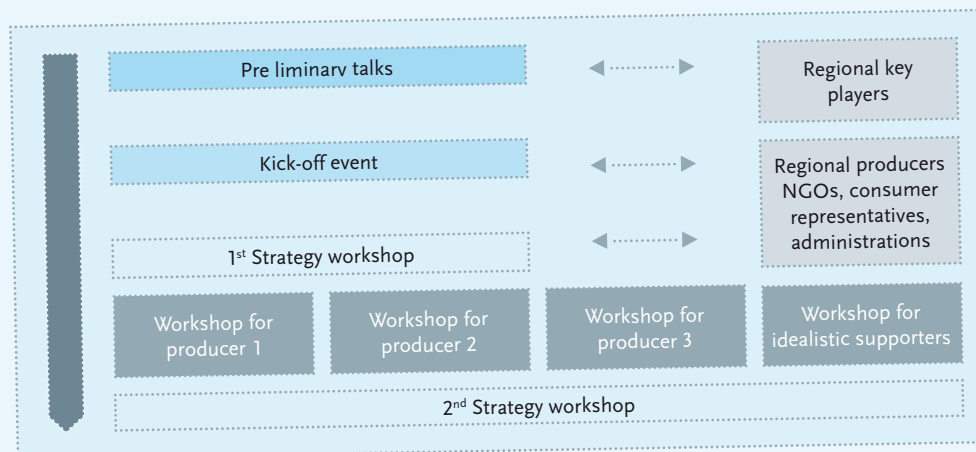 Pre liminarv talks
Regional key
players
Kick-off event
Regional producers
NGOs, consumer
representatives,
administrations
1st Strategy workshop
Workshop for
producer 1
Workshop for
producer 2
Workshop for
producer 3
Workshop for
idealistic supporters
2nd Strategy workshop